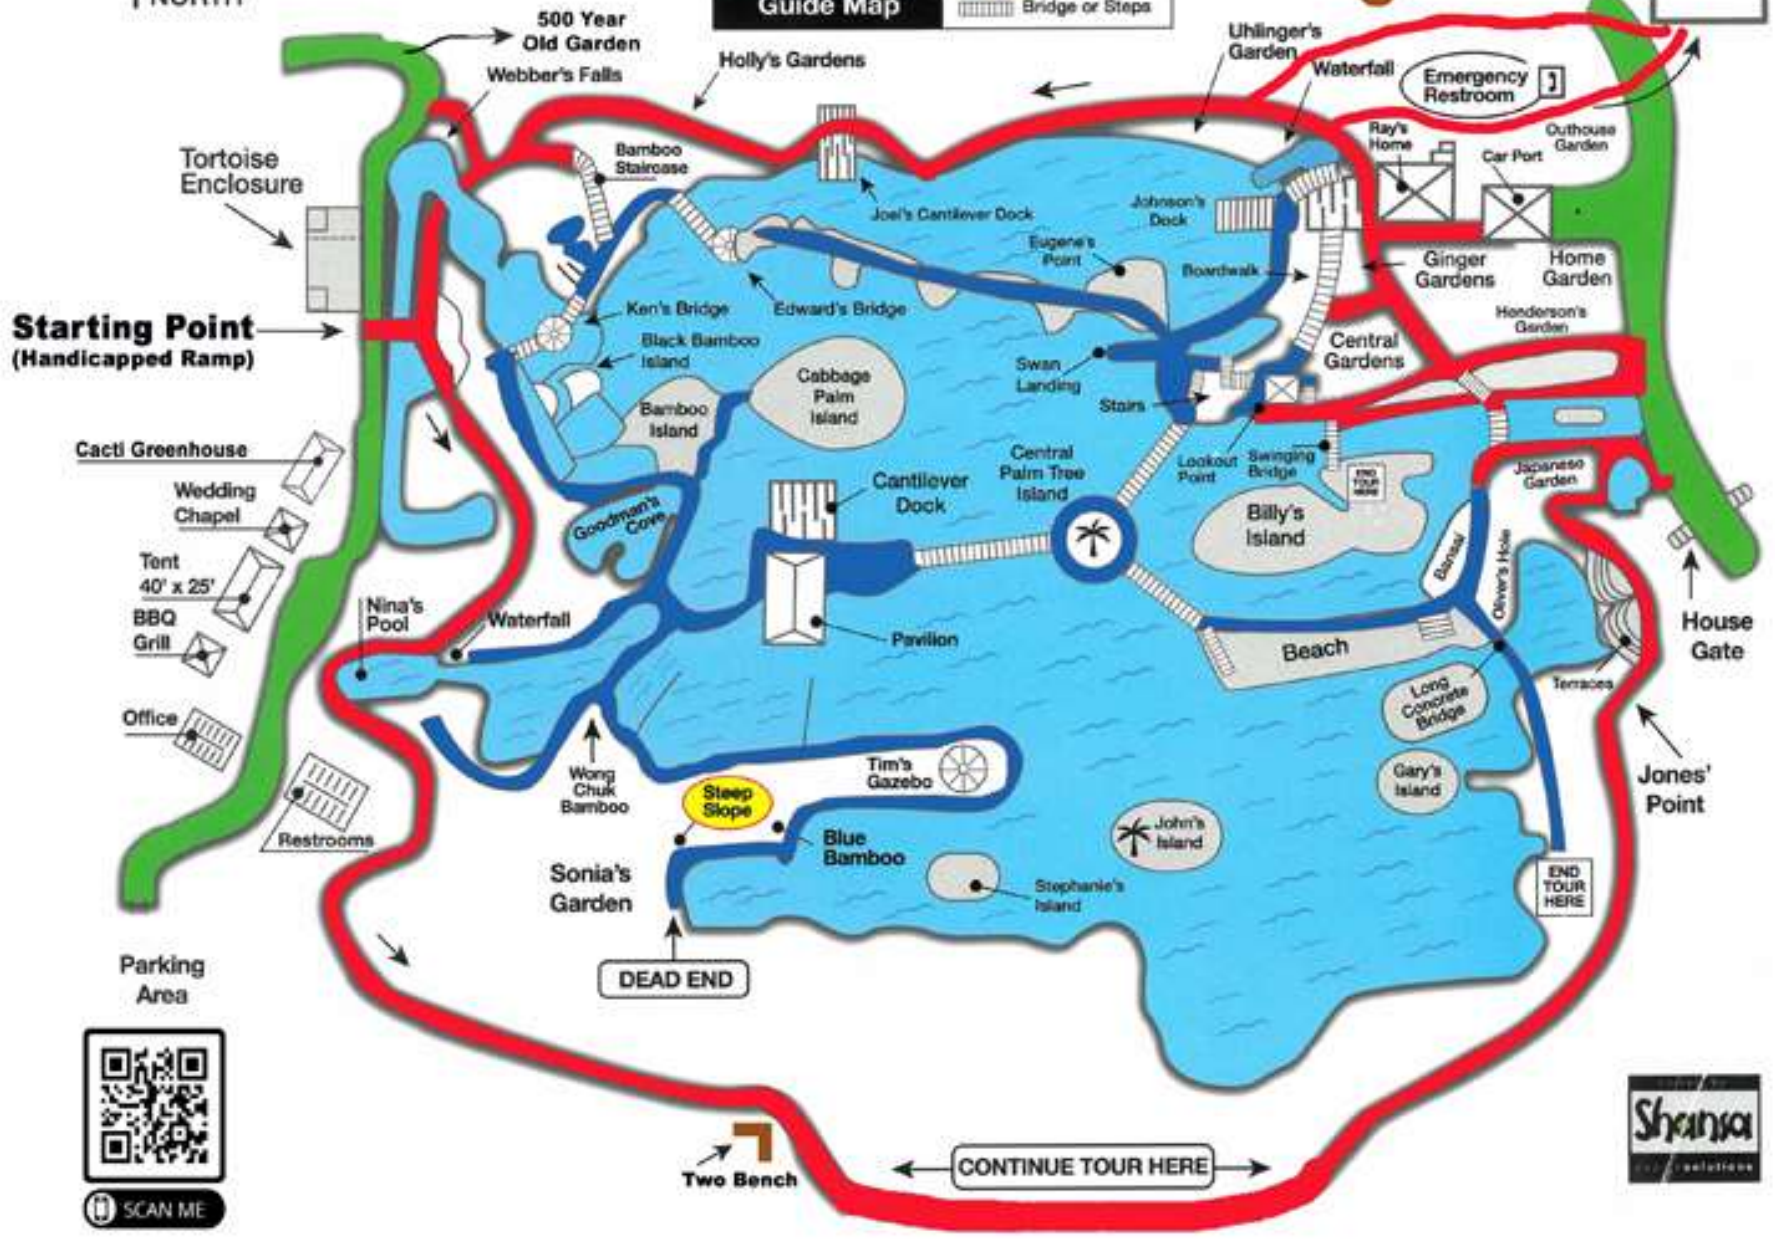 NORTH
Guide Map
Bridge or Steps
500 Year
Old Garden
Webber's Falls
Holly's Gardens
Uhlinger's
Garden
Waterfall
Emergency
Restroom
Tortoise
Enclosure
Bamboo
Staircase
Joel's Cantilever Dock
Johnson's
Dock
Ray's
Home
Car Port
Outhouse
Garden
Eugene's
Point
Boardwalk
Ginger
Gardens
Home
Garden
Starting Point
(Handicapped Ramp)
Ken's Bridge
Edward's Bridge
Black Bamboo
Island
Henderson's
Garden
Central
Gardens
Swan
Landing
Stairs
Cabbage
Palm
Island
Bamboo
Island
Cacti Greenhouse
Wedding
Chapel
Tent
40' x 25'
BBQ
Grill
Office
Restrooms
Goodman's
Cove
Cantilever
Dock
Central
Palm Tree
Island
Lookout
Point
Swinging
Bridge
END
TOUR
HERE
Japanese
Garden
Billy's
Island
Bansai
Oliver's Hole
Nina's
Pool
Waterfall
Pavilion
Beach
House
Gate
Long
Concrete
Bridge
Terraces
Jones'
Point
Wong
Chuk
Bamboo
Tim's
Gazebo
Steep
Slope
Blue
Bamboo
Gary's
Island
John's
Island
Stephanie's
Island
END
TOUR
HERE
Sonia's
Garden
DEAD END
Parking
Area
SCAN ME
Two Bench
CONTINUE TOUR HERE
Shansa
solutions